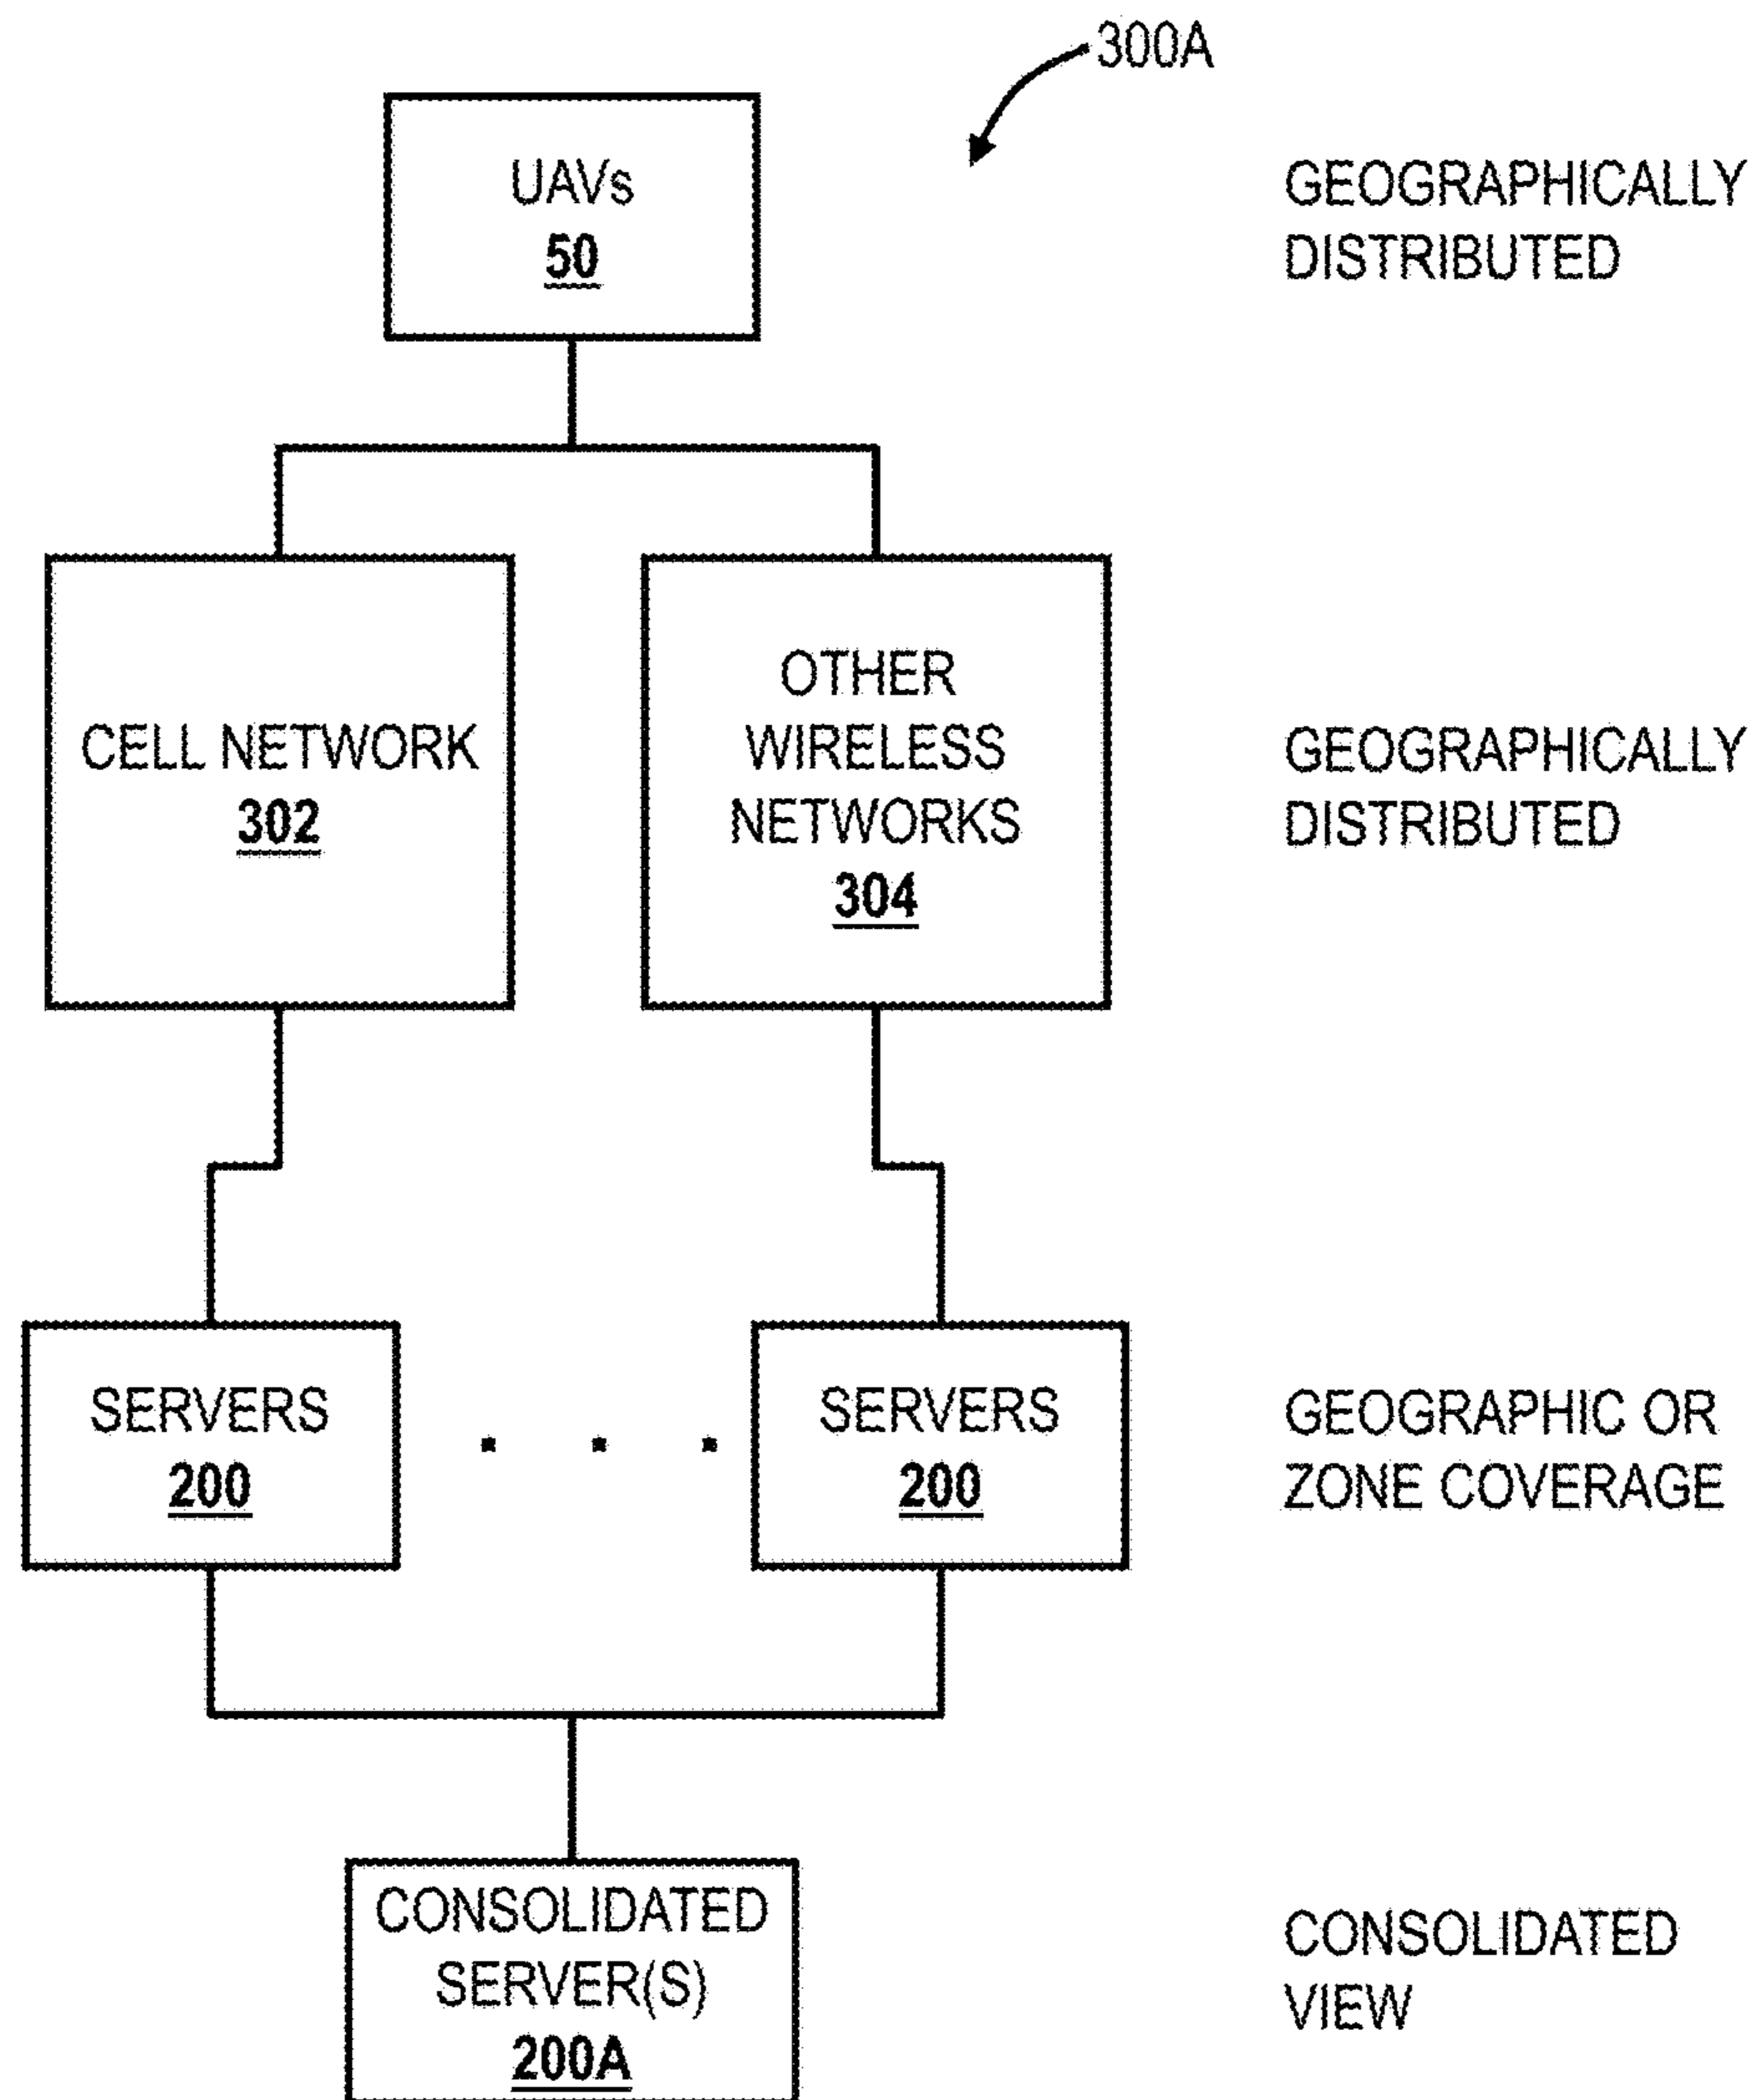 300A
UAVs
50
GEOGRAPHICALLY
DISTRIBUTED
CELL NETWORK
302
OTHER
WIRELESS
NETWORKS
304
GEOGRAPHICALLY
DISTRIBUTED
SERVERS
200
. . .
SERVERS
200
GEOGRAPHIC OR
ZONE COVERAGE
CONSOLIDATED
SERVER(S)
200A
CONSOLIDATED
VIEW